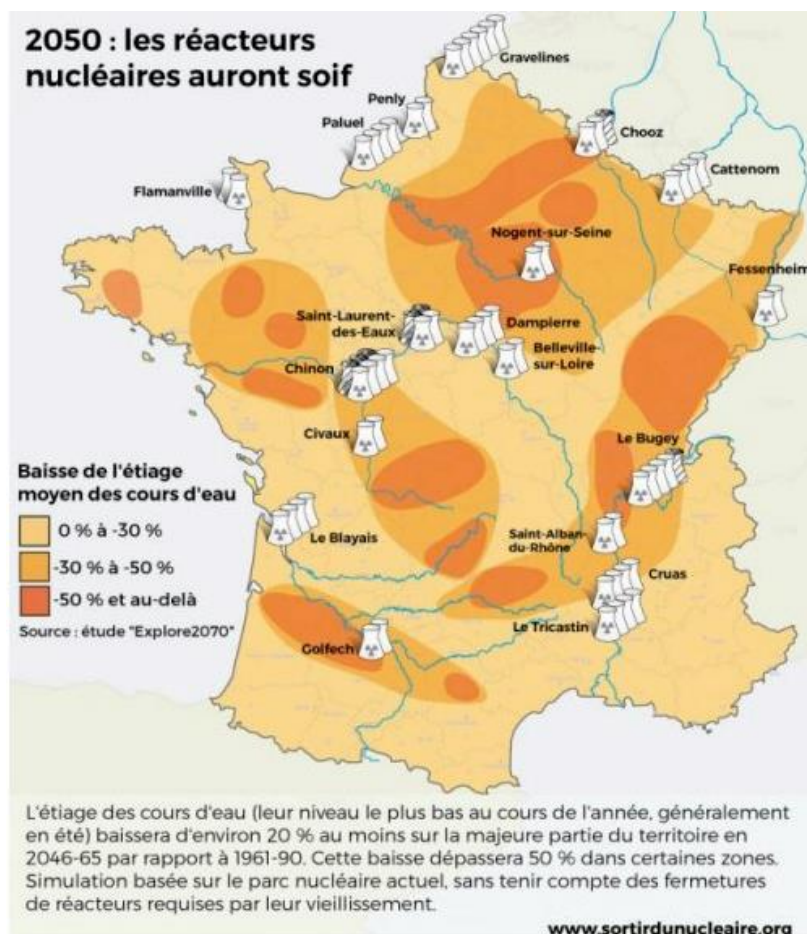 2050 : les réacteurs
nucléaires auront soif
Gravelines
Penly
Paluel
Chooz
Cattenom
Flamanville
Nogent-sur-Seine
Fessenheim
Saint-Laurent-
des-Eaux
Dampierre
Belleville-
sur-Loire
Chinon
Civaux
Le Bugey
Baisse de l'étiage
moyen des cours d'eau
0 % à -30 %
-30 % à -50 %
-50 % et au-delà
Source : étude "Explore2070"
Le Blayais
Saint-Alban-
du-Rhône
Cruas
Le Tricastin
Golfech
L'étiage des cours d'eau (leur niveau le plus bas au cours de l'année, généralement
en été) baissera d'environ 20 % au moins sur la majeure partie du territoire en
2046-65 par rapport à 1961-90. Cette baisse dépassera 50 % dans certaines zones.
Simulation basée sur le parc nucléaire actuel, sans tenir compte des fermetures
de réacteurs requises par leur vieillissement.
www.sortirdunucleaire.org